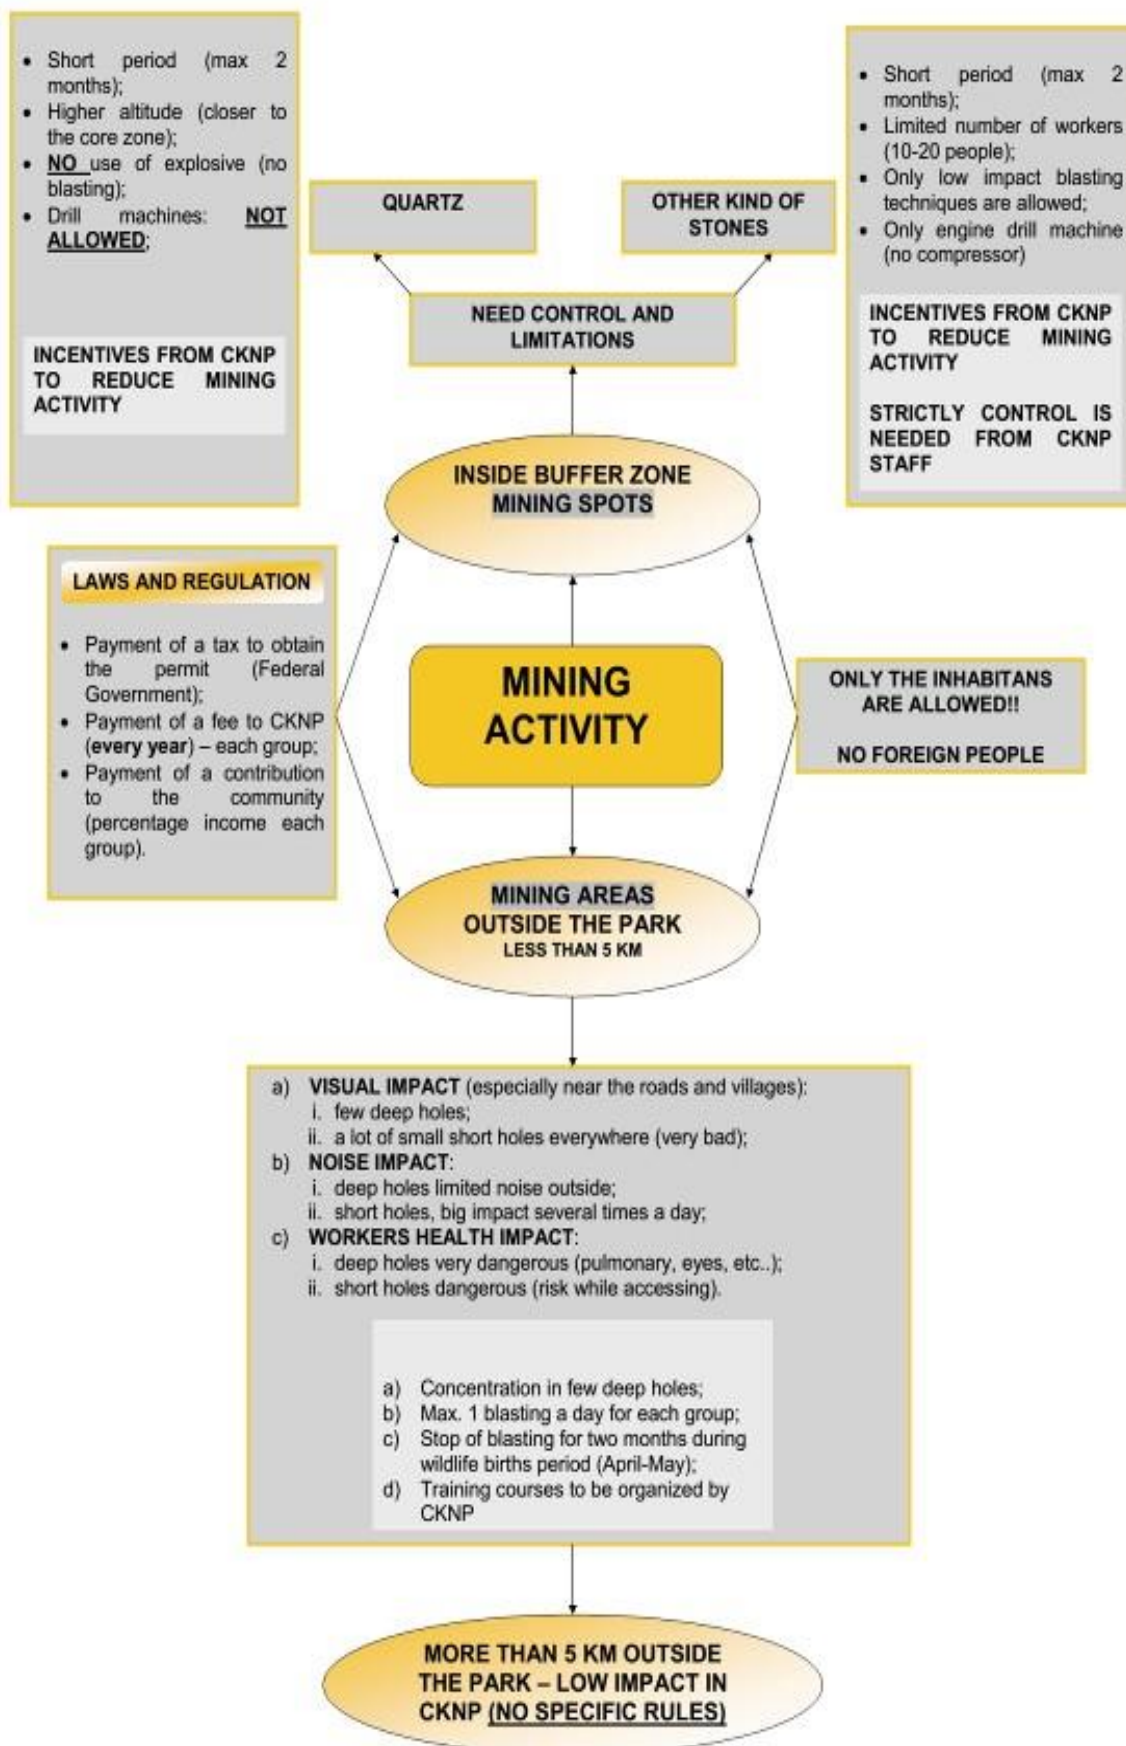 • Short period (max 2
months);
• Higher altitude (closer to
the core zone);
• NO use of explosive (no
blasting);
• Drill machines: NOT
ALLOWED;
INCENTIVES FROM CKNP
TO REDUCE MINING
ACTIVITY
QUARTZ
OTHER KIND OF
STONES
• Short period (max 2
months);
• Limited number of workers
(10-20 people);
• Only low impact blasting
techniques are allowed;
• Only engine drill machine
(no compressor)
INCENTIVES FROM CKNP
TO REDUCE MINING
ACTIVITY
STRICTLY CONTROL IS
NEEDED FROM CKNP
STAFF
NEED CONTROL AND
LIMITATIONS
INSIDE BUFFER ZONE
MINING SPOTS
LAWS AND REGULATION
• Payment of a tax to obtain
the permit (Federal
Government);
• Payment of a fee to CKNP
(every year) – each group;
• Payment of a contribution
to the community
(percentage income each
group).
MINING
ACTIVITY
ONLY THE INHABITANS
ARE ALLOWED!!
NO FOREIGN PEOPLE
MINING AREAS
OUTSIDE THE PARK
LESS THAN 5 KM
a) VISUAL IMPACT (especially near the roads and villages):
i. few deep holes;
ii. a lot of small short holes everywhere (very bad);
b) NOISE IMPACT:
i. deep holes limited noise outside;
ii. short holes, big impact several times a day;
c) WORKERS HEALTH IMPACT:
i. deep holes very dangerous (pulmonary, eyes, etc..);
ii. short holes dangerous (risk while accessing).
a) Concentration in few deep holes;
b) Max. 1 blasting a day for each group;
c) Stop of blasting for two months during
wildlife births period (April-May);
d) Training courses to be organized by
CKNP
MORE THAN 5 KM OUTSIDE
THE PARK – LOW IMPACT IN
CKNP (NO SPECIFIC RULES)